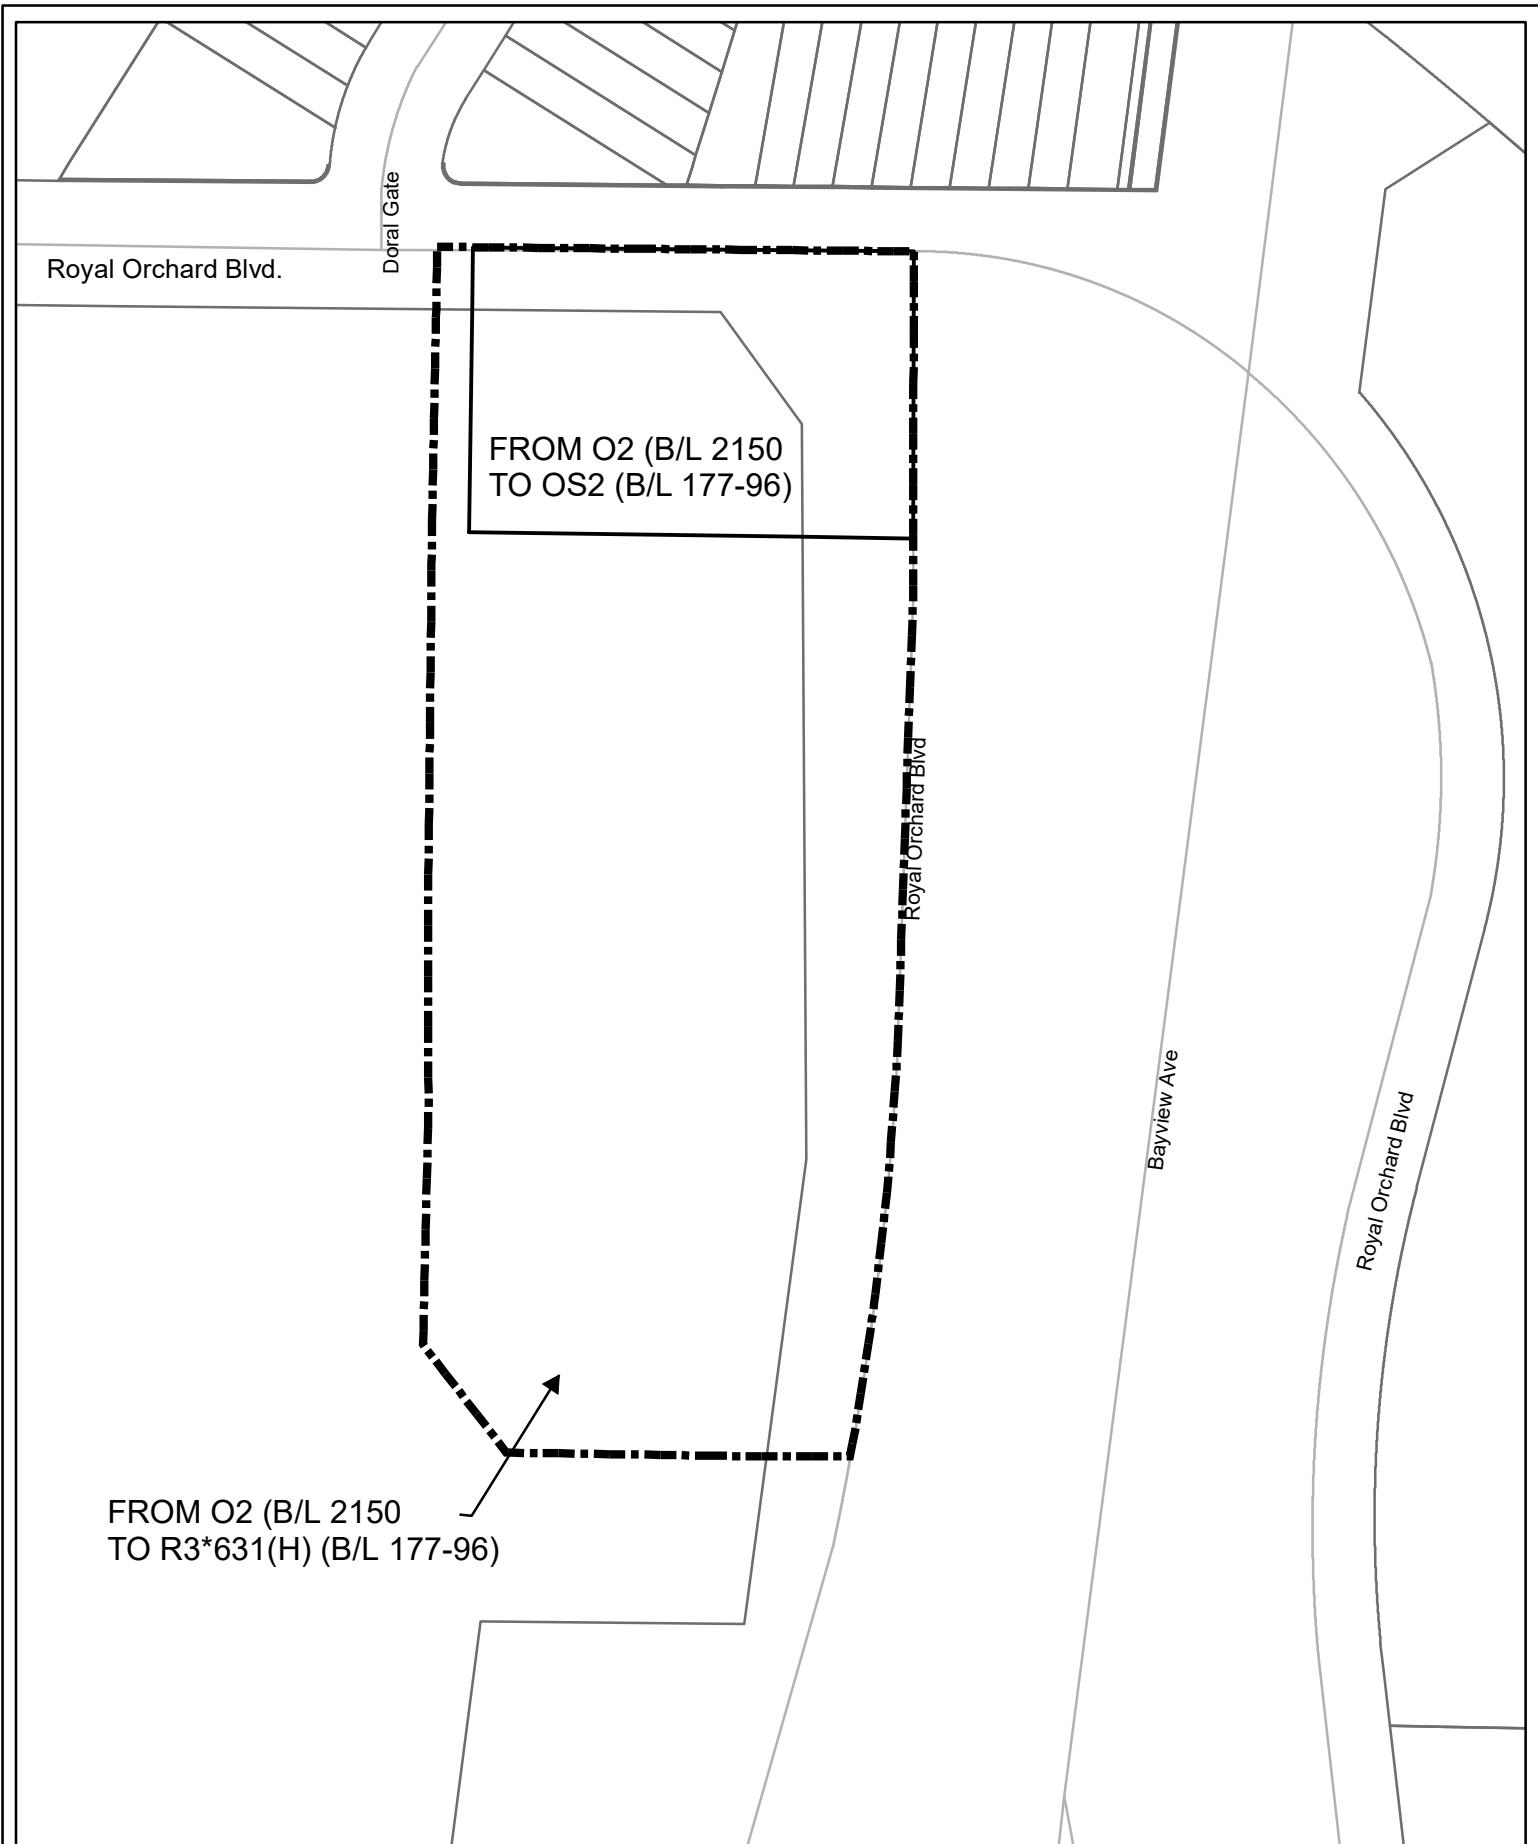 Doral Gate
Royal Orchard Blvd.
FROM O2 (B/L 2150
TO OS2 (B/L 177-96)
Royal Orchard Blvd
Bayview Ave
Royal Orchard Blvd
FROM O2 (B/L 2150
TO R3*631(H) (B/L 177-96)